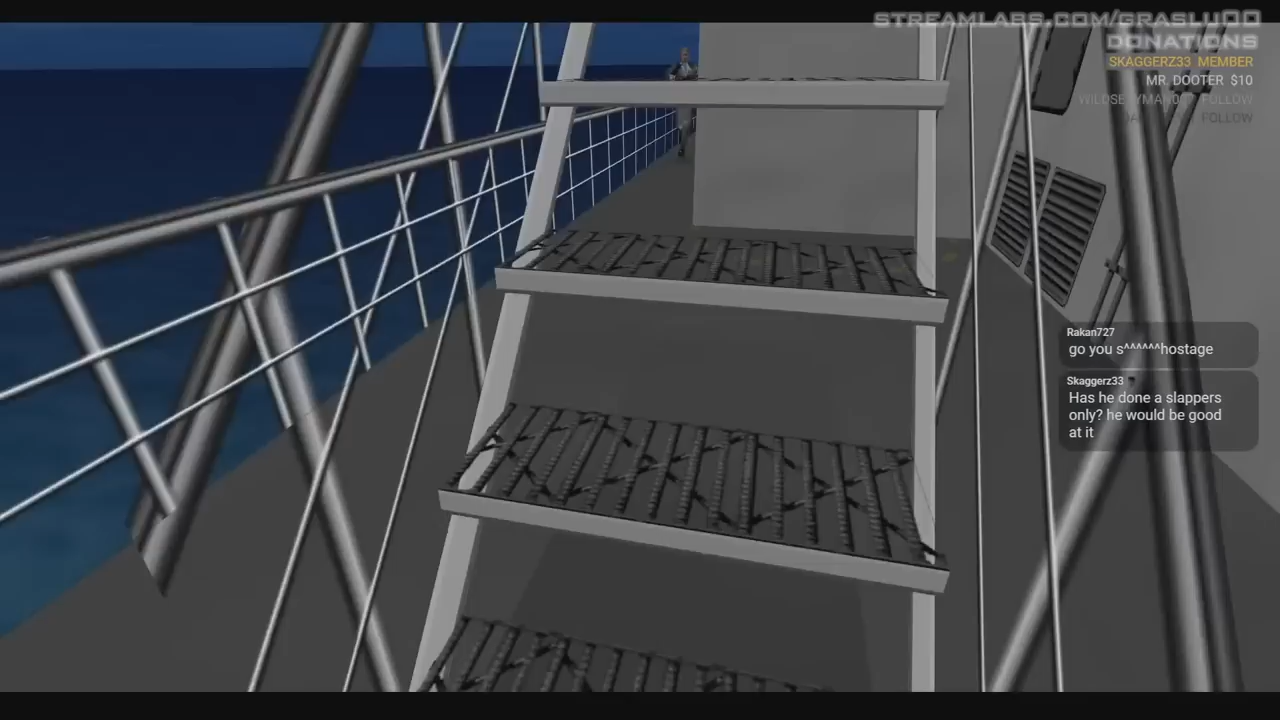 STREAMLABS.COM/GRASLU00
DONATIONS
SKAGGERZ33 MEMBER
MR. DOOTER $10
FOLLOW
FOLLOW
Rakan727
go you s^^^^^^hostage
Skaggerz33
Has he done a slappers
only? he would be good
at it